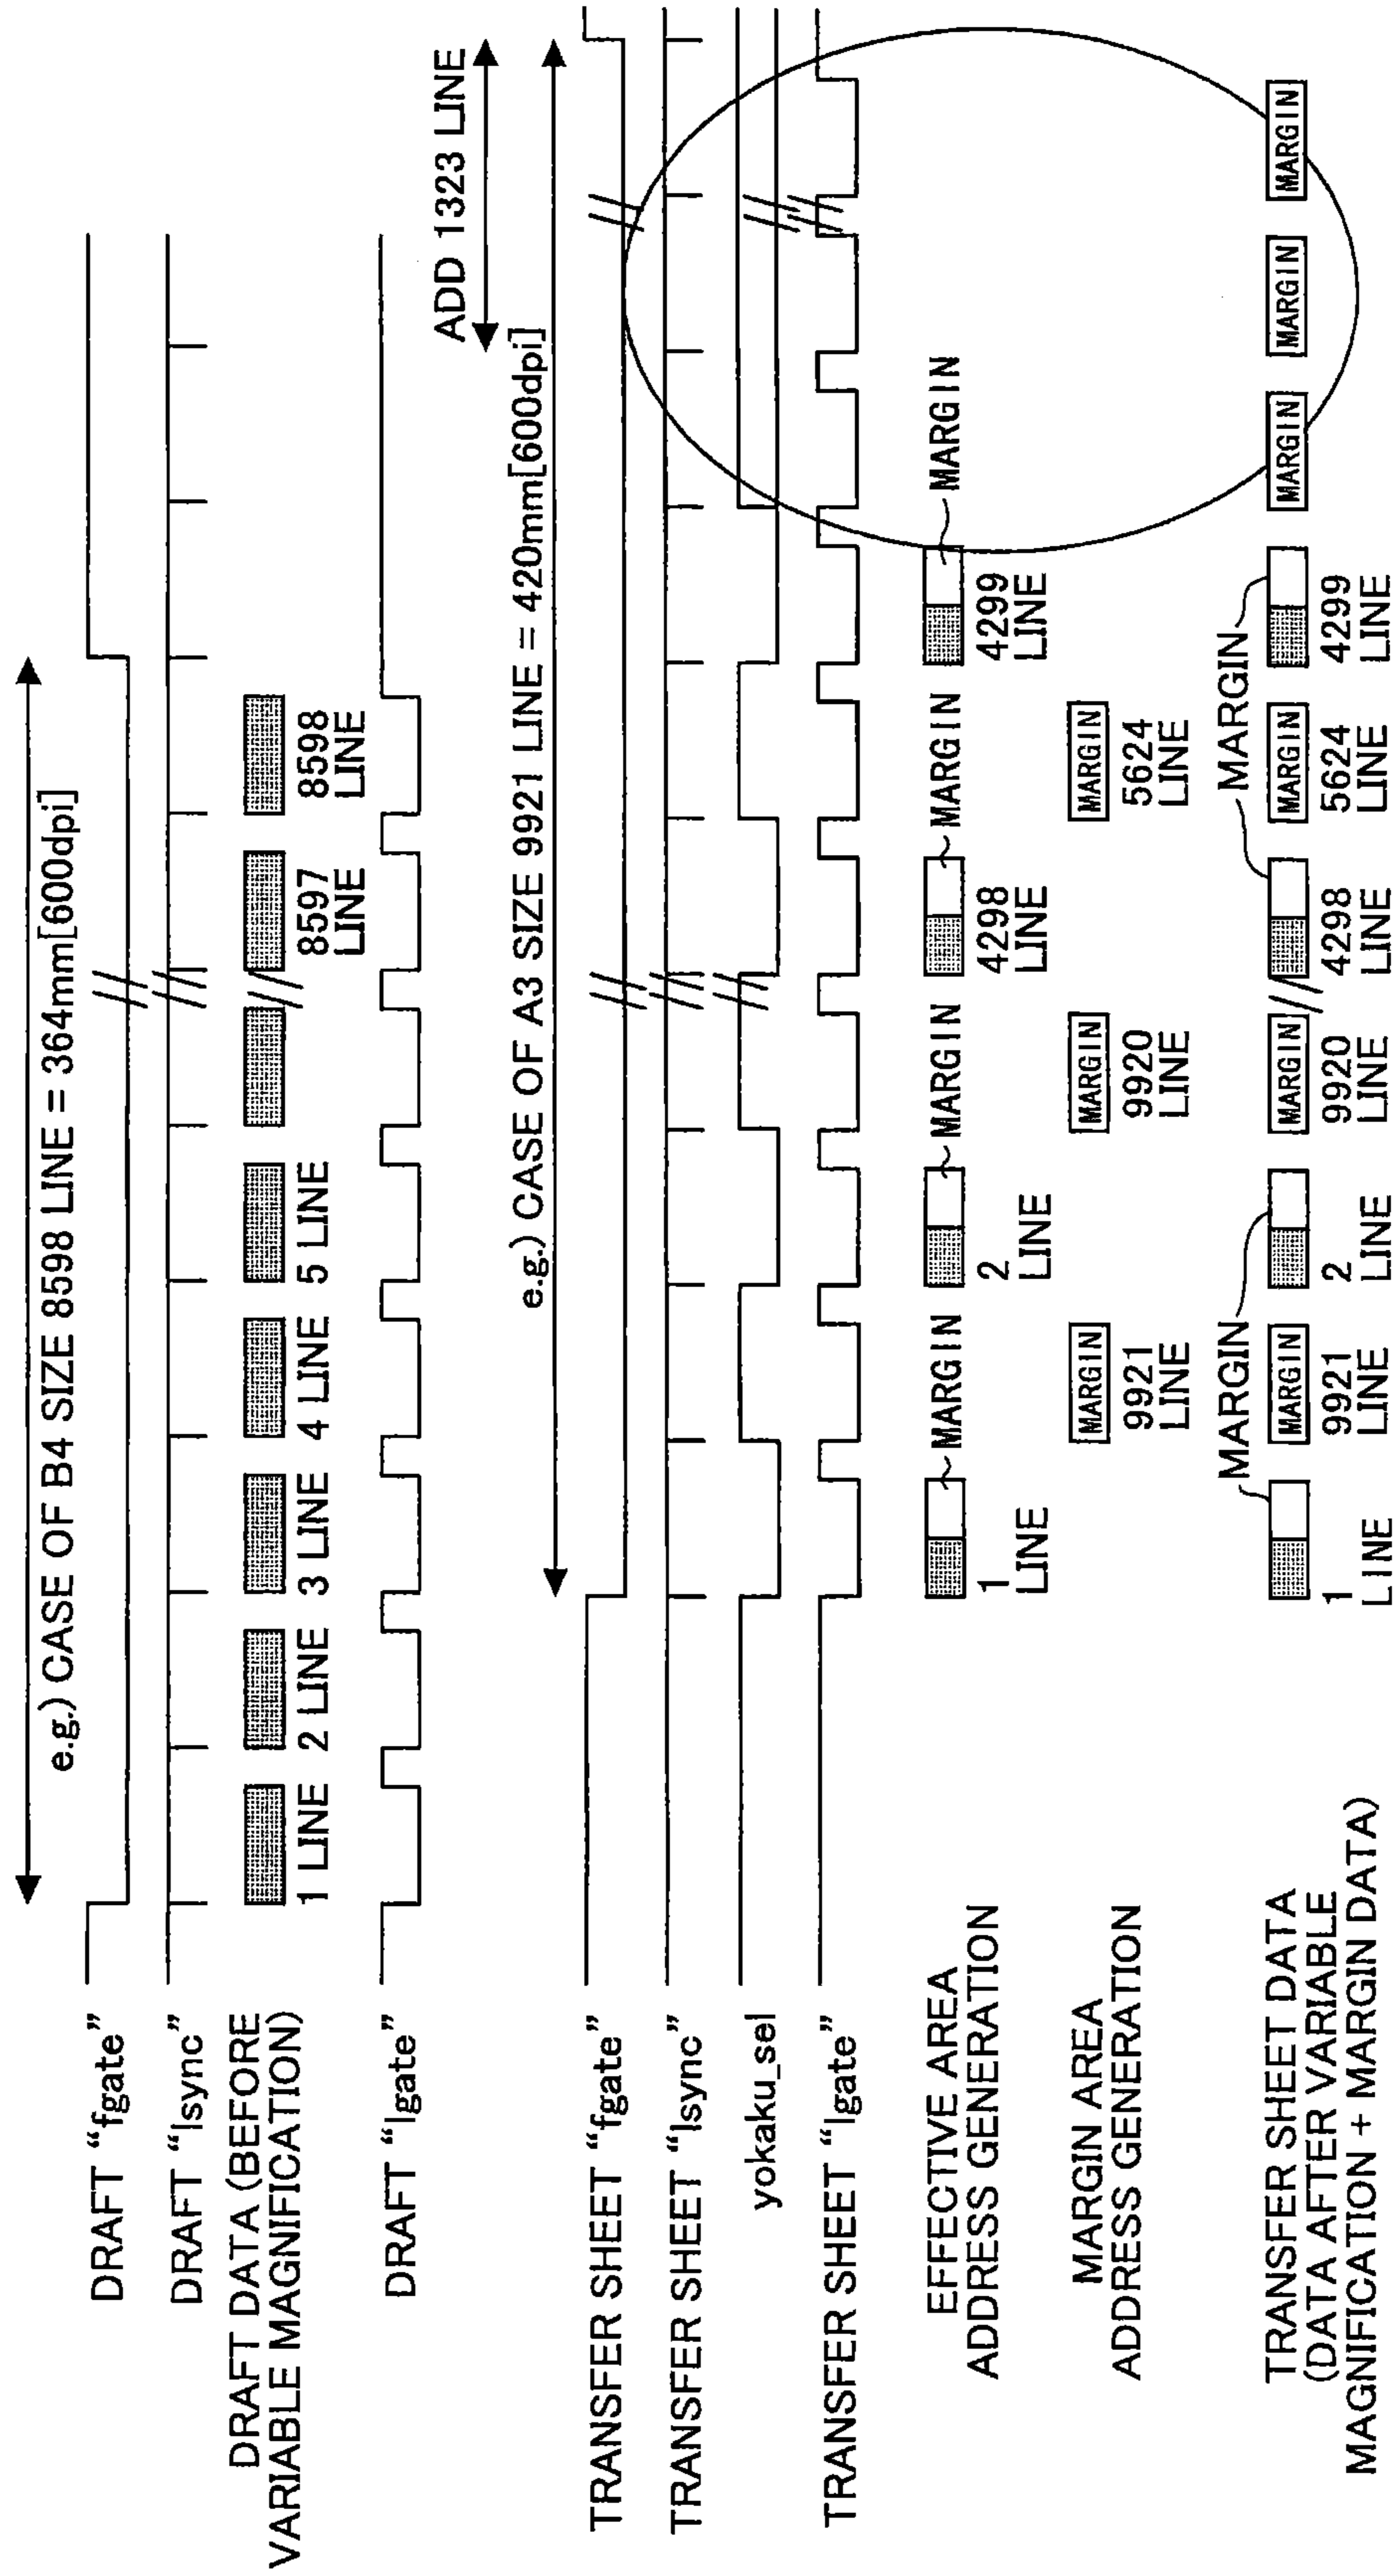 e.g.) CASE OF B4 SIZE 8598 LINE = 364mm[600dpi]
DRAFT “fgate”
DRAFT “lsync”
DRAFT DATA (BEFORE
VARIABLE MAGNIFICATION)
1 LINE 2 LINE 3 LINE 4 LINE 5 LINE
8597
LINE
8598
LINE
DRAFT “lgate”
ADD 1323 LINE
e.g.) CASE OF A3 SIZE 9921 LINE = 420mm[600dpi]
TRANSFER SHEET “fgate”
TRANSFER SHEET “lsync”
yokaku_sel
TRANSFER SHEET “lgate”
EFFECTIVE AREA
ADDRESS GENERATION
MARGIN
MARGIN
MARGIN
MARGIN
MARGIN
1
LINE
2
LINE
4298
LINE
4299
LINE
MARGIN AREA
ADDRESS GENERATION
MARGIN
9921
LINE
MARGIN
9920
LINE
MARGIN
5624
LINE
MARGIN
MARGIN
TRANSFER SHEET DATA
(DATA AFTER VARIABLE
MAGNIFICATION + MARGIN DATA)
MARGIN
MARGIN
MARGIN
MARGIN
MARGIN
MARGIN
1
LINE
9921
LINE
2
LINE
9920
LINE
4298
LINE
5624
LINE
4299
LINE